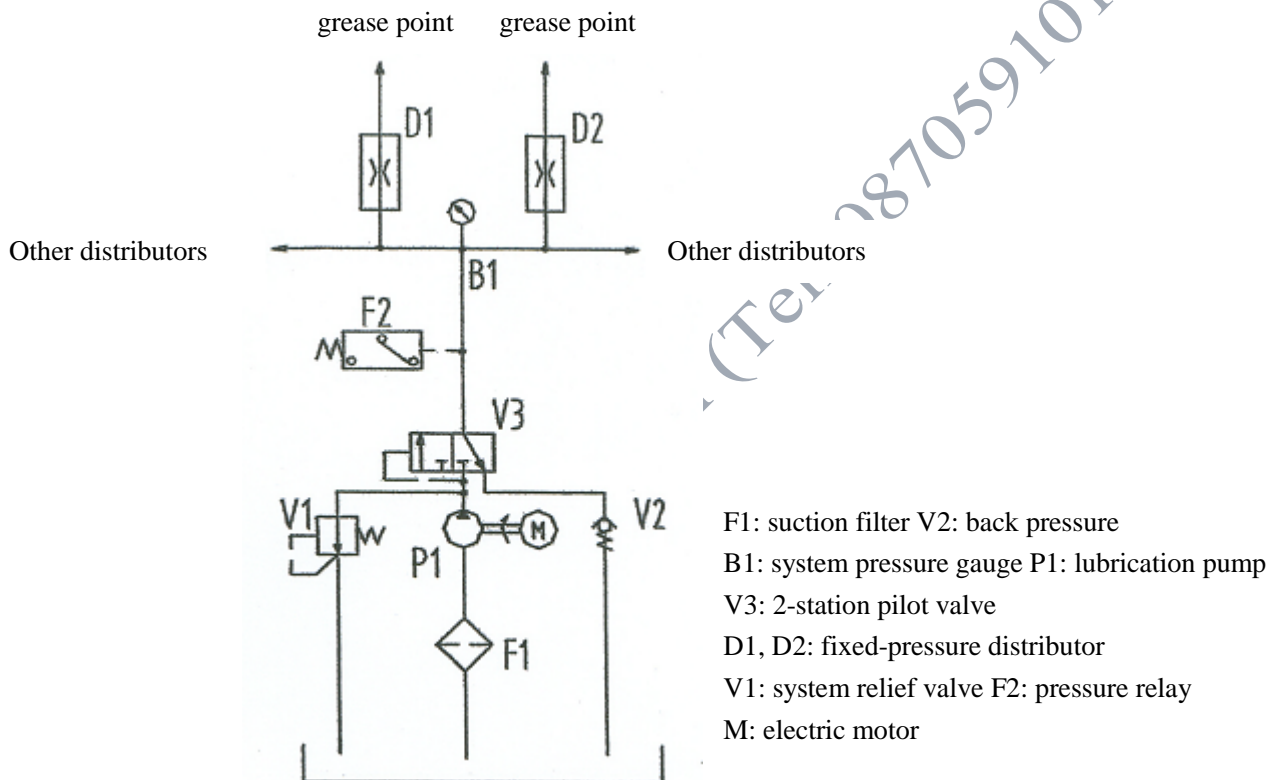 grease point grease point
D1 D2
Other distributors Other distributors
B1
F2
V3
V1 V2
M
P1
F1
F1: suction filter V2: back pressure
B1: system pressure gauge P1: lubrication pump
V3: 2-station pilot valve
D1, D2: fixed-pressure distributor
V1: system relief valve F2: pressure relay
M: electric motor